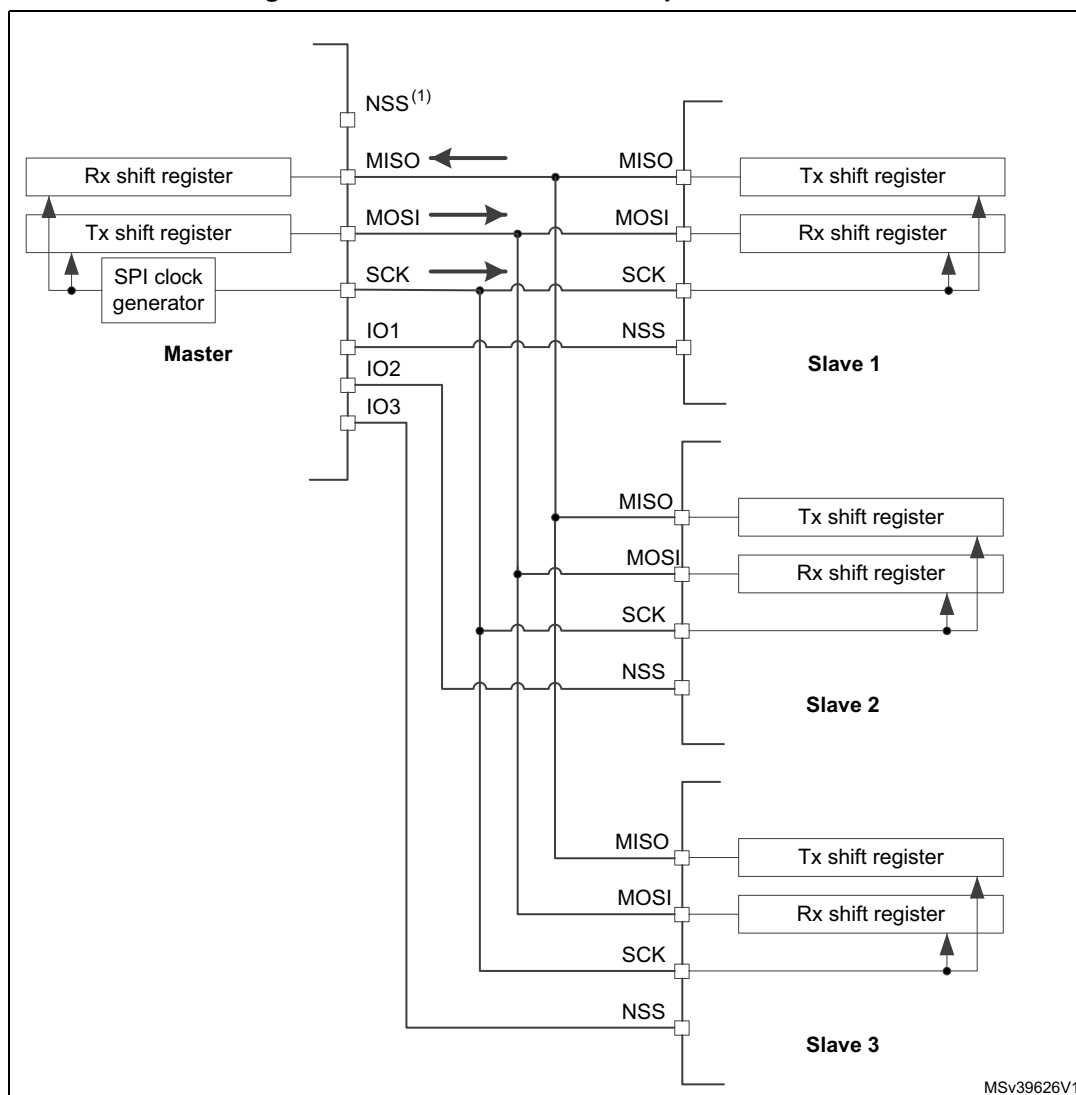 NSS(1)
MISO
MISO
Rx shift register
Tx shift register
MOSI
MOSI
Tx shift register
Rx shift register
SCK
SCK
SPI clock
generator
IO1
NSS
Master
Slave 1
IO2
IO3
MISO
Tx shift register
MOSI
Rx shift register
SCK
NSS
Slave 2
MISO
Tx shift register
MOSI
Rx shift register
SCK
NSS
Slave 3
MSv39626V1